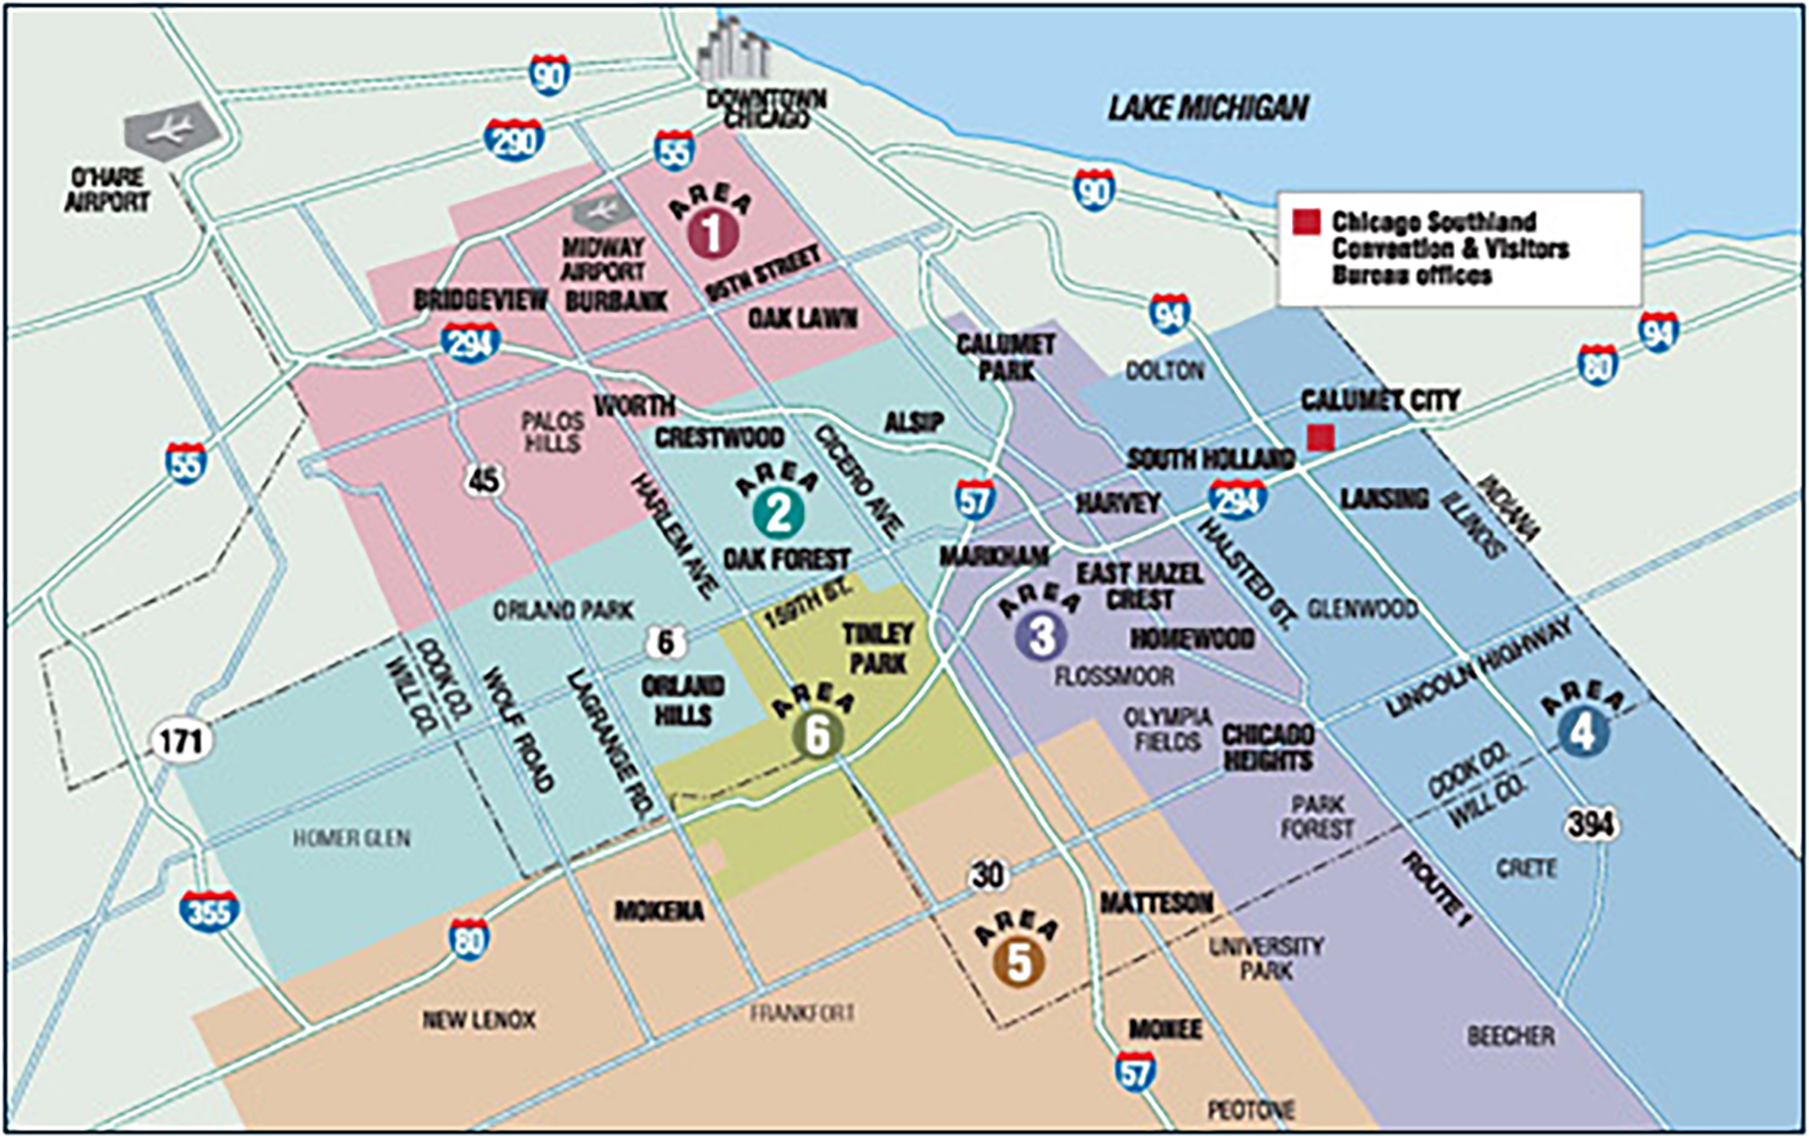 90
DOWNTOWN
CHICAGO
LAKE MICHIGAN
290
55
O'HARE
AIRPORT
90
AREA
1
Chicago Southland
Convention & Visitors
Bureau offices
MIDWAY
AIRPORT
95TH STREET
BRIDGEVIEW
BURBANK
OAK LAWN
94
94
80
294
CALUMET
PARK
DOLTON
WORTH
PALOS
HILLS
CRESTWOOD
ALSIP
CALUMET CITY
55
45
HARLEM AVE.
AREA
2
CICERO AVE.
57
SOUTH HOLLAND
HARVEY
294
LANSING
INDIANA
ILLINOIS
OAK FOREST
MARKHAM
EAST HAZEL
CREST
HALSTED ST.
ORLAND PARK
159TH ST.
AREA
3
GLENWOOD
6
TINLEY
PARK
HOMEWOOD
FLOSSMOOR
LINCOLN HIGHWAY
COOK CO.
WILL CO.
WOLF ROAD
LAGRANGE RD.
ORLAND
HILLS
AREA
6
OLYMPIA
FIELDS
CHICAGO
HEIGHTS
AREA
4
171
COOK CO.
WILL CO.
HOMER GLEN
PARK
FOREST
394
CRETE
355
80
MOKENA
30
MATTESON
ROUTE 1
AREA
5
UNIVERSITY
PARK
NEW LENOX
FRANKFORT
MONEE
BEECHER
57
PEOTONE